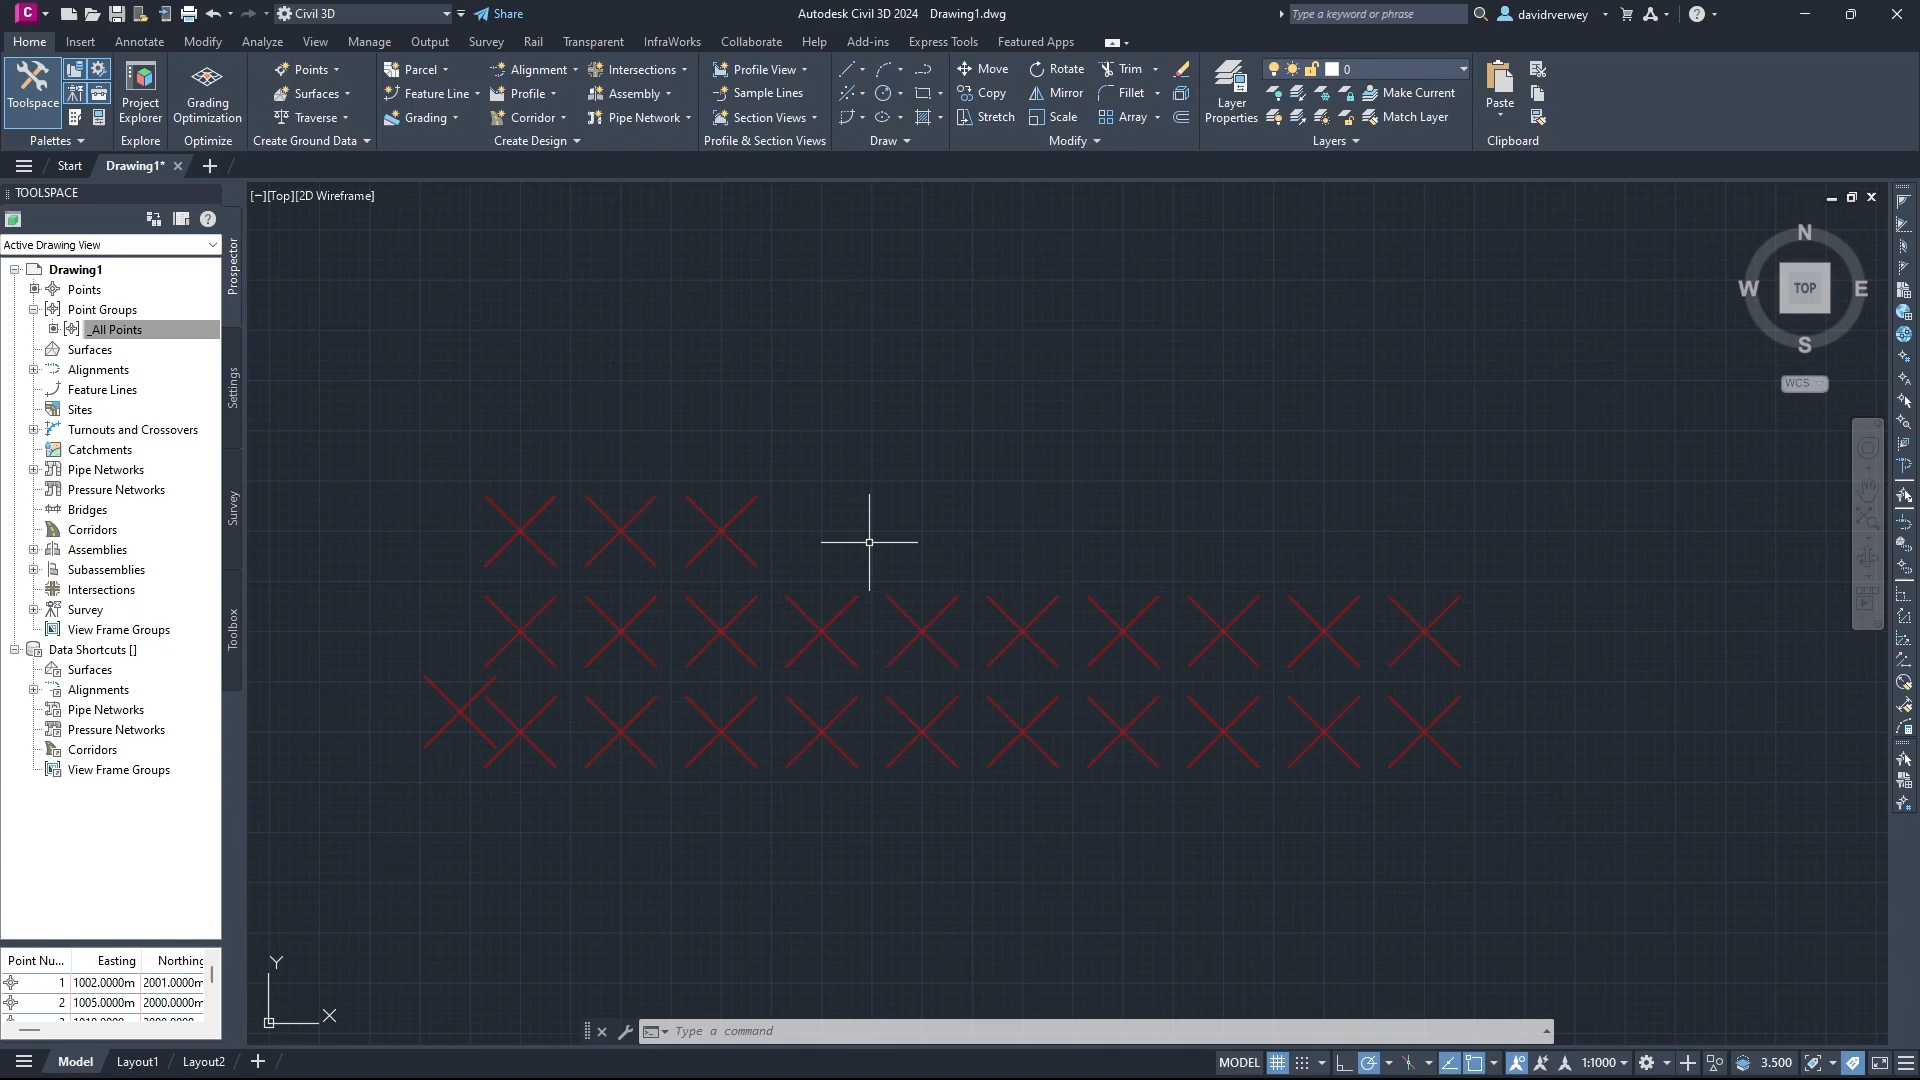 C Civil 3D Share Autodesk Civil 3D 2024 Drawing1.dwg Type a keyword or phrase davidrverwey
Home Insert Annotate Modify Analyze View Manage Output Survey Rail Transparent InfraWorks Collaborate Help Add-ins Express Tools Featured Apps
Points Parcel Alignment Intersections Profile View Move Rotate Trim 0
Toolspace Project Explorer Grading Optimization Surfaces Feature Line Profile Assembly Sample Lines Copy Mirror Fillet Layer Properties Make Current Paste
Traverse Grading Corridor Pipe Network Section Views Stretch Scale Array Match Layer
Palettes Explore Optimize Create Ground Data Create Design Profile & Section Views Draw Modify Layers Clipboard
Start Drawing1*
TOOLSPACE
[−][Top][2D Wireframe]
Active Drawing View
Drawing1
Points
Point Groups
_All Points
Surfaces
Alignments
Feature Lines
Sites
Turnouts and Crossovers
Catchments
Pipe Networks
Pressure Networks
Bridges
Corridors
Assemblies
Subassemblies
Intersections
Survey
View Frame Groups
Data Shortcuts []
Surfaces
Alignments
Pipe Networks
Pressure Networks
Corridors
View Frame Groups
Prospector
Settings
Survey
Toolbox
N
W TOP E
S
WCS
Point Nu... Easting Northing
1 1002.0000m 2001.0000m
2 1005.0000m 2000.0000m
Y
X
Type a command
Model Layout1 Layout2 MODEL 1:1000 3.500